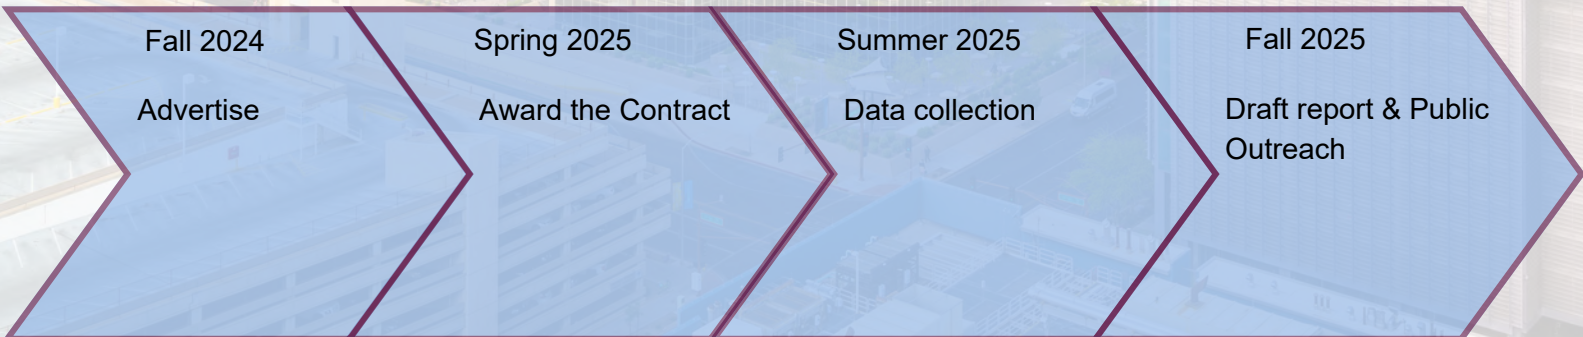 Fall 2024
Advertise
Spring 2025
Award the Contract
Summer 2025
Data collection
Fall 2025
Draft report & Public
Outreach